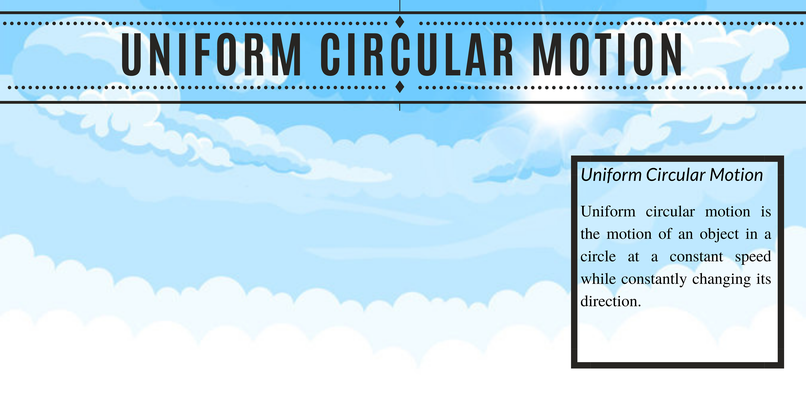 UNIFORM CIRCULAR MOTION
Uniform Circular Motion
Uniform circular motion is
the motion of an object in a
circle at a constant speed
while constantly changing its
direction.